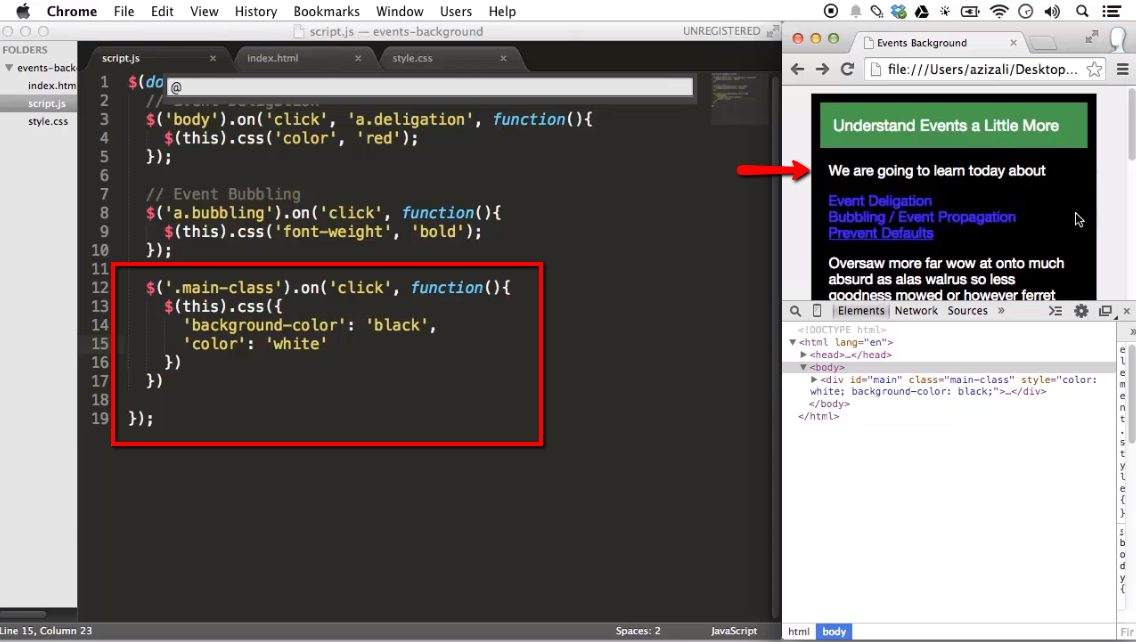 Chrome File Edit View History Bookmarks Window Users Help
script.js — events-background
UNREGISTERED
FOLDERS
events-back
index.htm
script.js
style.css
script.js ×
index.html ×
style.css ×
@
1 $(do
2 // Event Deligation
3 $('body').on('click', 'a.deligation', function(){
4 $(this).css('color', 'red');
5 });
6
7 // Event Bubbling
8 $('a.bubbling').on('click', function(){
9 $(this).css('font-weight', 'bold');
10 });
11
12 $('.main-class').on('click', function(){
13 $(this).css({
14 'background-color': 'black',
15 'color': 'white'
16 })
17 })
18
19 });
Line 15, Column 23
Spaces: 2
JavaScript
Events Background ×
file:///Users/azizali/Desktop...
Understand Events a Little More
We are going to learn today about
Event Deligation
Bubbling / Event Propagation
Prevent Defaults
Oversaw more far wow at onto much
absurd as alas walrus so less
goodness mowed or however ferret
Elements Network Sources »
<!DOCTYPE html>
<html lang="en">
<head>…</head>
<body>
<div id="main" class="main-class" style="color:
white; background-color: black;">…</div>
</body>
</html>
e
l
e
m
e
n
t
.
s
t
y
l
e
{
}
b
o
d
y
{
html body